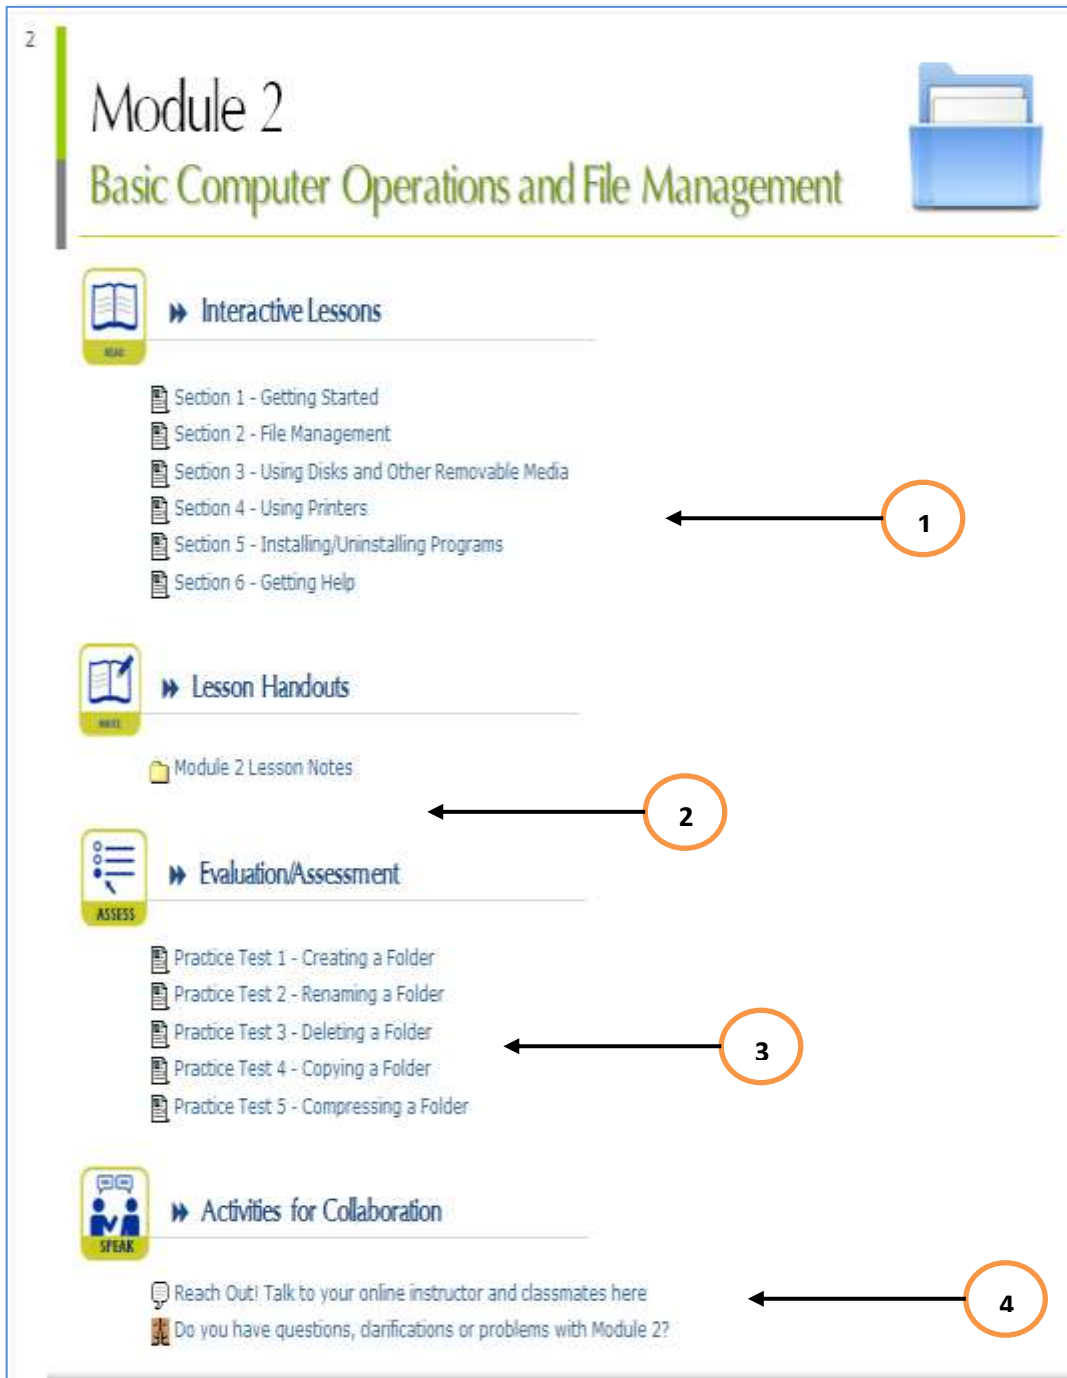 2
Module 2
Basic Computer Operations and File Management
READ
Interactive Lessons
Section 1 - Getting Started
Section 2 - File Management
Section 3 - Using Disks and Other Removable Media
Section 4 - Using Printers
Section 5 - Installing/Uninstalling Programs
Section 6 - Getting Help
1
WRITE
Lesson Handouts
Module 2 Lesson Notes
2
ASSESS
Evaluation/Assessment
Practice Test 1 - Creating a Folder
Practice Test 2 - Renaming a Folder
Practice Test 3 - Deleting a Folder
Practice Test 4 - Copying a Folder
Practice Test 5 - Compressing a Folder
3
SPEAK
Activities for Collaboration
Reach Out! Talk to your online instructor and classmates here
Do you have questions, clarifications or problems with Module 2?
4